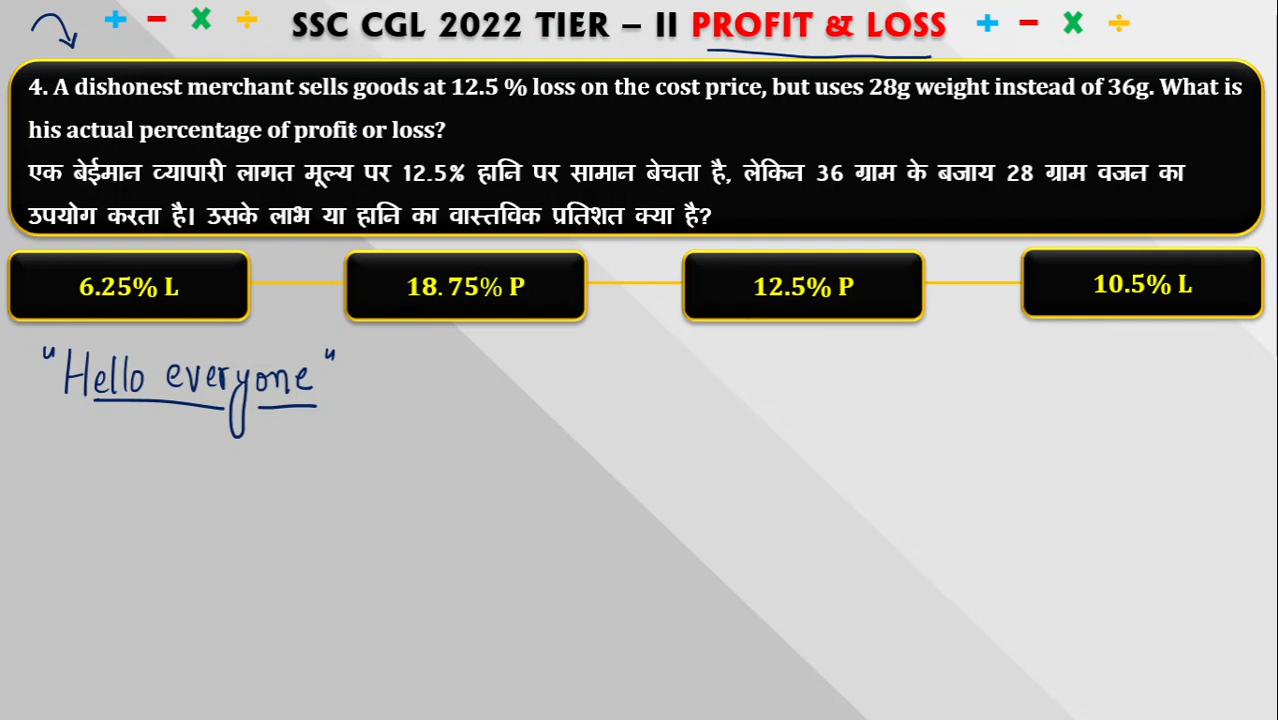 + − × ÷ SSC CGL 2022 TIER – II PROFIT & LOSS + − × ÷
4. A dishonest merchant sells goods at 12.5 % loss on the cost price, but uses 28g weight instead of 36g. What is
his actual percentage of profit or loss?
एक बेईमान व्यापारी लागत मूल्य पर 12.5% हानि पर सामान बेचता है, लेकिन 36 ग्राम के बजाय 28 ग्राम वजन का
उपयोग करता है। उसके लाभ या हानि का वास्तविक प्रतिशत क्या है?
6.25% L 18.75% P 12.5% P 10.5% L
"Hello everyone"